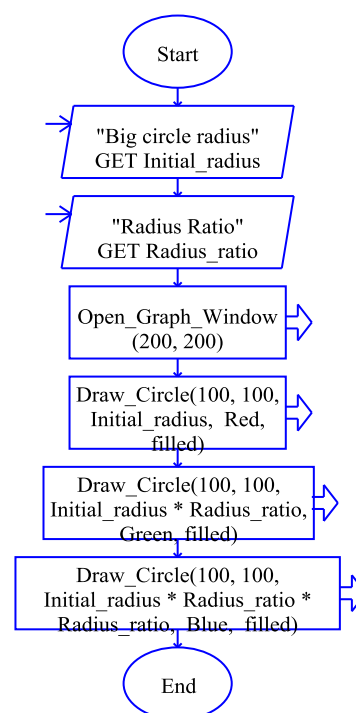 Start
"Big circle radius"
GET Initial_radius
"Radius Ratio"
GET Radius_ratio
Open_Graph_Window
(200, 200)
Draw_Circle(100, 100,
Initial_radius, Red,
filled)
Draw_Circle(100, 100,
Initial_radius * Radius_ratio,
Green, filled)
Draw_Circle(100, 100,
Initial_radius * Radius_ratio *
Radius_ratio, Blue, filled)
End